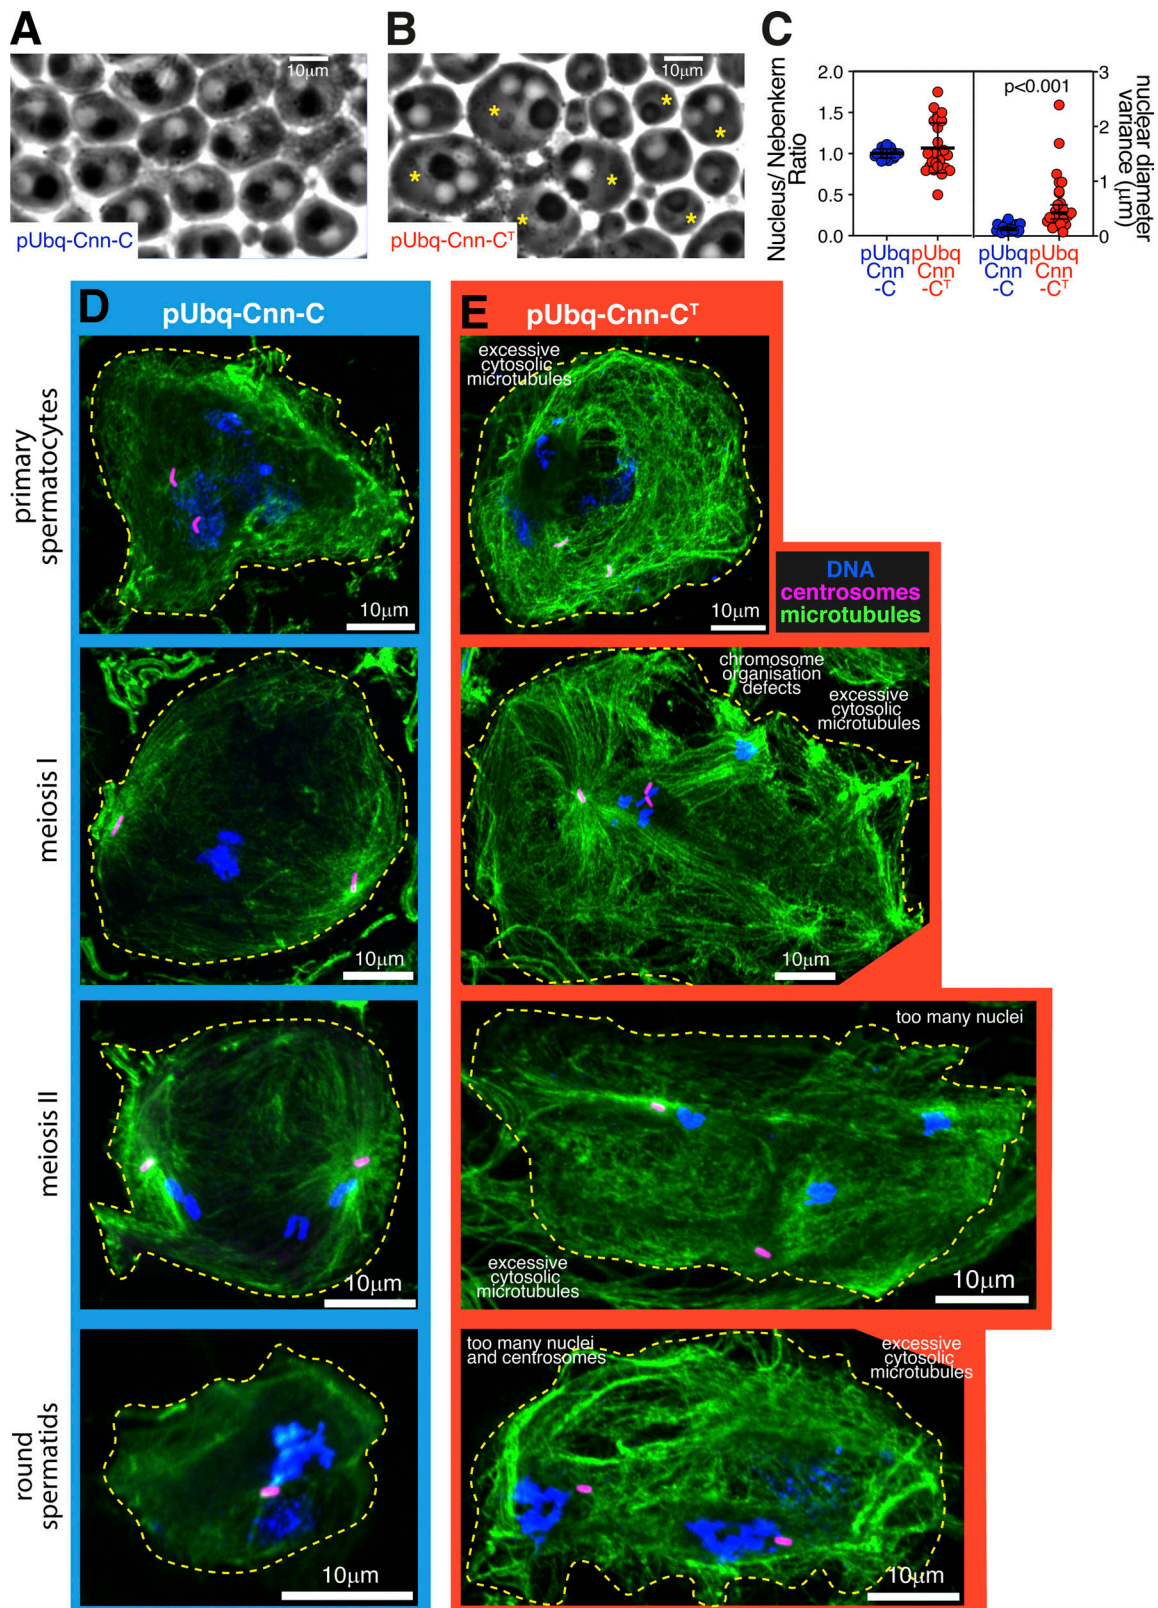 A
10μm
pUbq-Cnn-C
B
10μm
*
*
*
*
*
*
*
pUbq-Cnn-Cᵀ
C
Nucleus/ Nebenkern
Ratio
2.0
1.5
1.0
0.5
0.0
p<0.001
3
2
1
0
nuclear diameter
variance (μm)
pUbq
Cnn
-C
pUbq
Cnn
-Cᵀ
pUbq
Cnn
-C
pUbq
Cnn
-Cᵀ
D
pUbq-Cnn-C
E
pUbq-Cnn-Cᵀ
primary
spermatocytes
10μm
excessive
cytosolic
microtubules
10μm
DNA
centrosomes
microtubules
meiosis I
10μm
chromosome
organisation
defects
excessive
cytosolic
microtubules
10μm
meiosis II
10μm
too many nuclei
excessive
cytosolic
microtubules
10μm
round
spermatids
10μm
too many nuclei
and centrosomes
excessive
cytosolic
microtubules
10μm